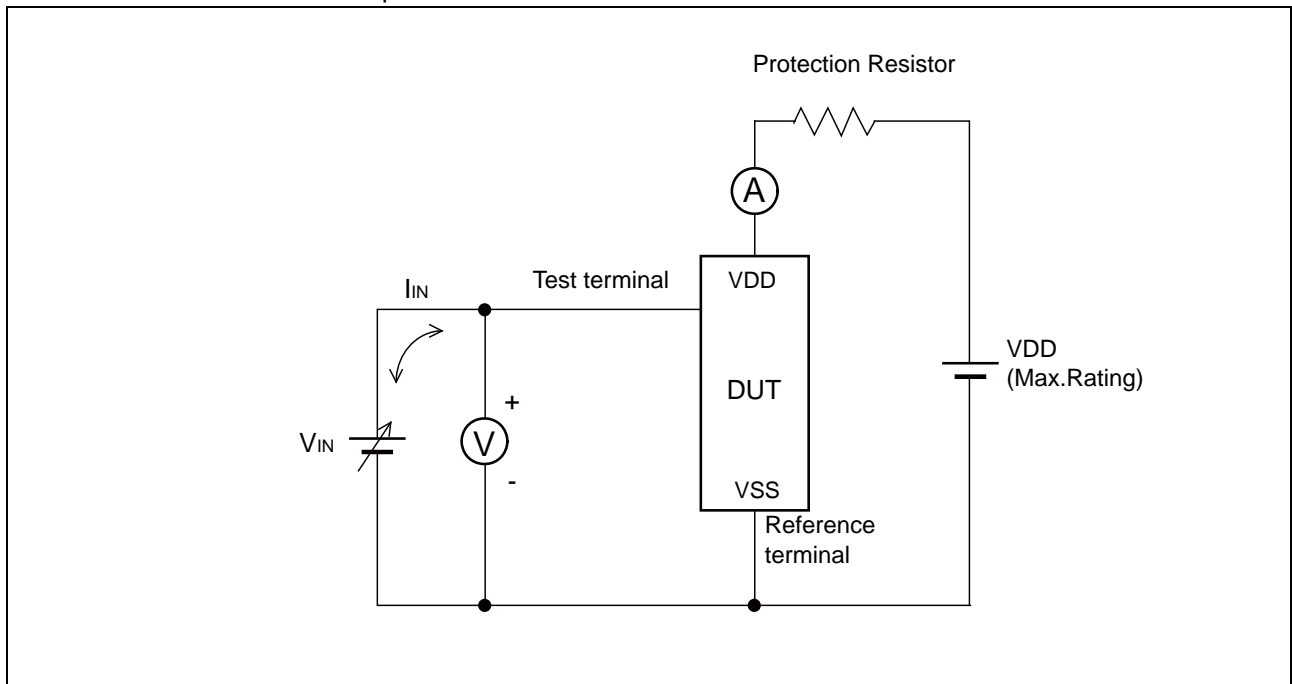 Protection Resistor
A
Test terminal
VDD
IIN
VDD
(Max.Rating)
DUT
+
VIN
V
-
VSS
Reference
terminal